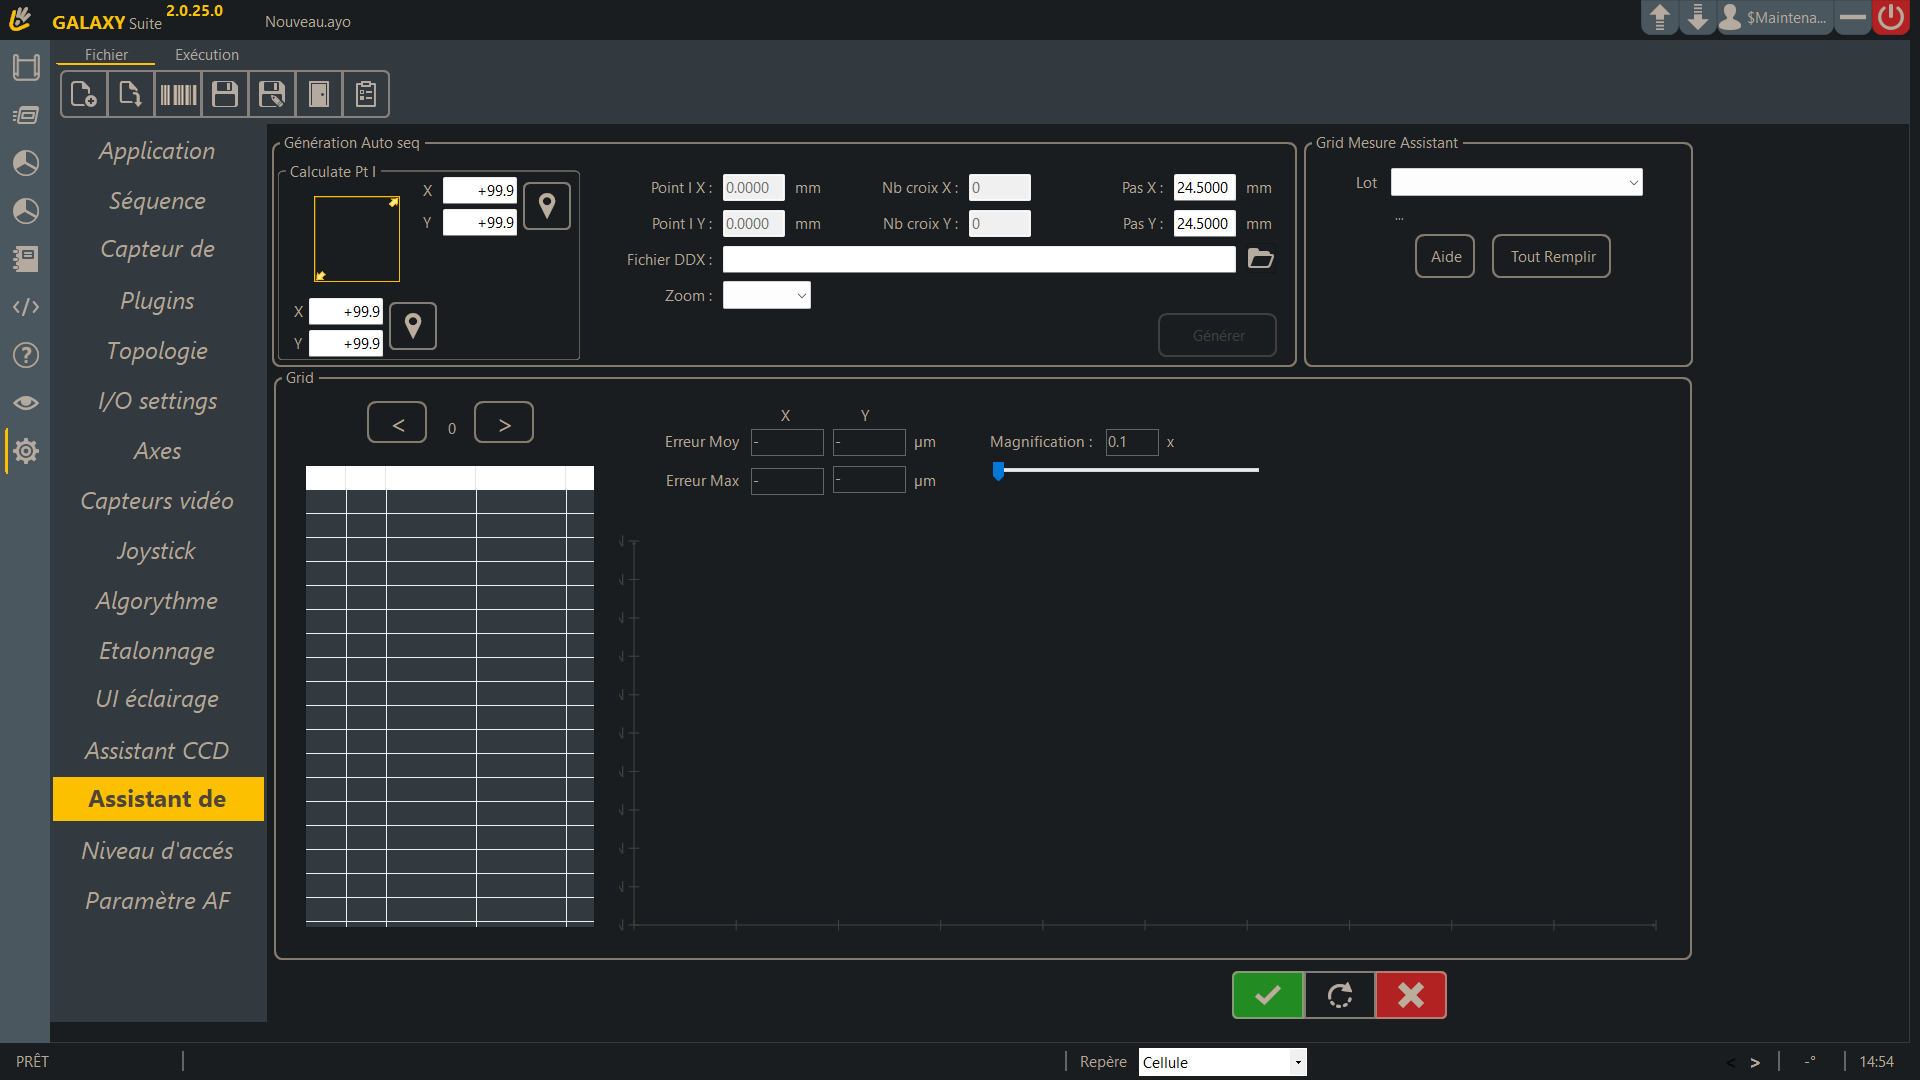 GALAXY Suite 2.0.25.0
Nouveau.ayo
$Maintena...
Fichier
Exécution
Application
Séquence
Capteur de
Plugins
Topologie
I/O settings
Axes
Capteurs vidéo
Joystick
Algorythme
Etalonnage
UI éclairage
Assistant CCD
Assistant de
Niveau d'accés
Paramètre AF
Génération Auto seq
Calculate Pt I
X +99.9
Y +99.9
X +99.9
Y +99.9
Point I X : 0.0000 mm
Nb croix X : 0
Pas X : 24.5000 mm
Point I Y : 0.0000 mm
Nb croix Y : 0
Pas Y : 24.5000 mm
Fichier DDX :
Zoom :
Générer
Grid Mesure Assistant
Lot
...
Aide
Tout Remplir
Grid
< 0 >
X Y
Erreur Moy - - µm
Magnification : 0.1 x
Erreur Max - - µm
N
N
N
N
N
N
N
N
N
N
N
PRÊT
Repère Cellule
< >
-°
14:54